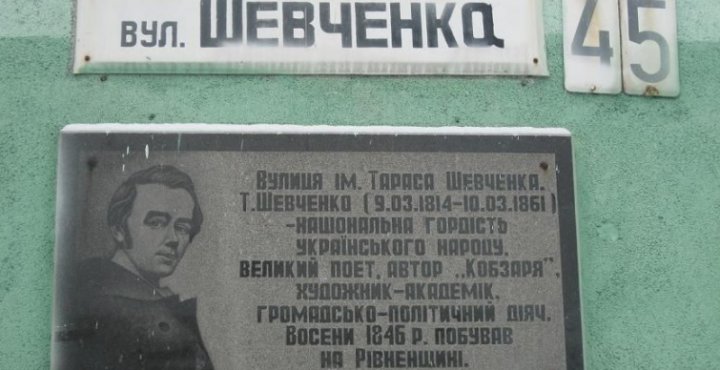 вул. ШЕВЧЕНКА 45
Вулиця ім. Тараса Шевченка.
Т.Шевченко (9.03.1814-10.03.1861)
-національна гордість
українського народу,
великий поет, автор „Кобзаря",
художник-академік,
громадсько-політичний діяч.
Восени 1846 р. побував
на Рівненщині.